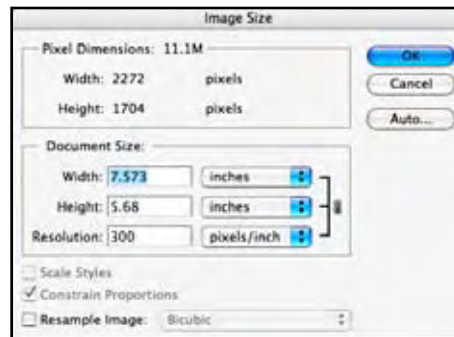 Image Size
Pixel Dimensions: 11.1M
Width: 2272 pixels
Height: 1704 pixels
OK
Cancel
Auto...
Document Size:
Width: 7.573 inches
Height: 5.68 inches
Resolution: 300 pixels/inch
Scale Styles
Constrain Proportions
Resample Image: Bicubic